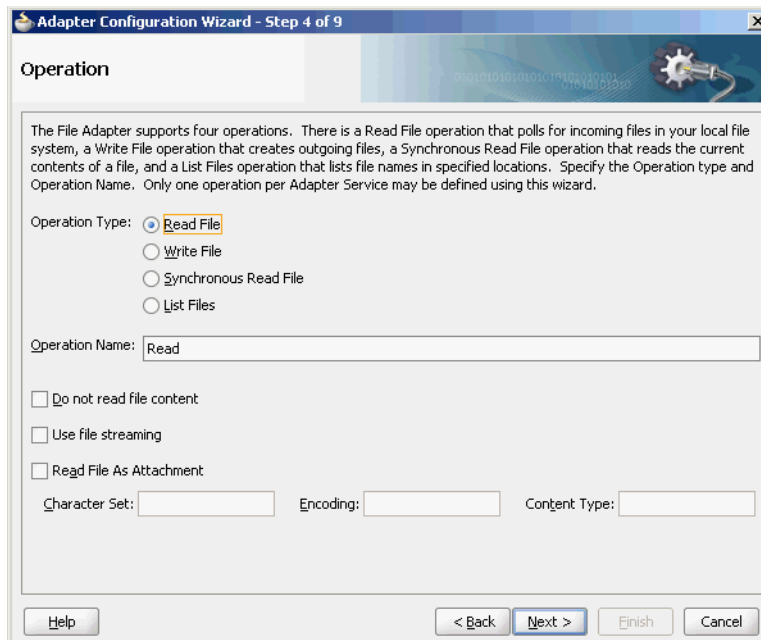 Adapter Configuration Wizard - Step 4 of 9
Operation
The File Adapter supports four operations. There is a Read File operation that polls for incoming files in your local file
system, a Write File operation that creates outgoing files, a Synchronous Read File operation that reads the current
contents of a file, and a List Files operation that lists file names in specified locations. Specify the Operation type and
Operation Name. Only one operation per Adapter Service may be defined using this wizard.
Operation Type: Read File
Write File
Synchronous Read File
List Files
Operation Name: Read
Do not read file content
Use file streaming
Read File As Attachment
Character Set: Encoding: Content Type:
Help < Back Next > Finish Cancel